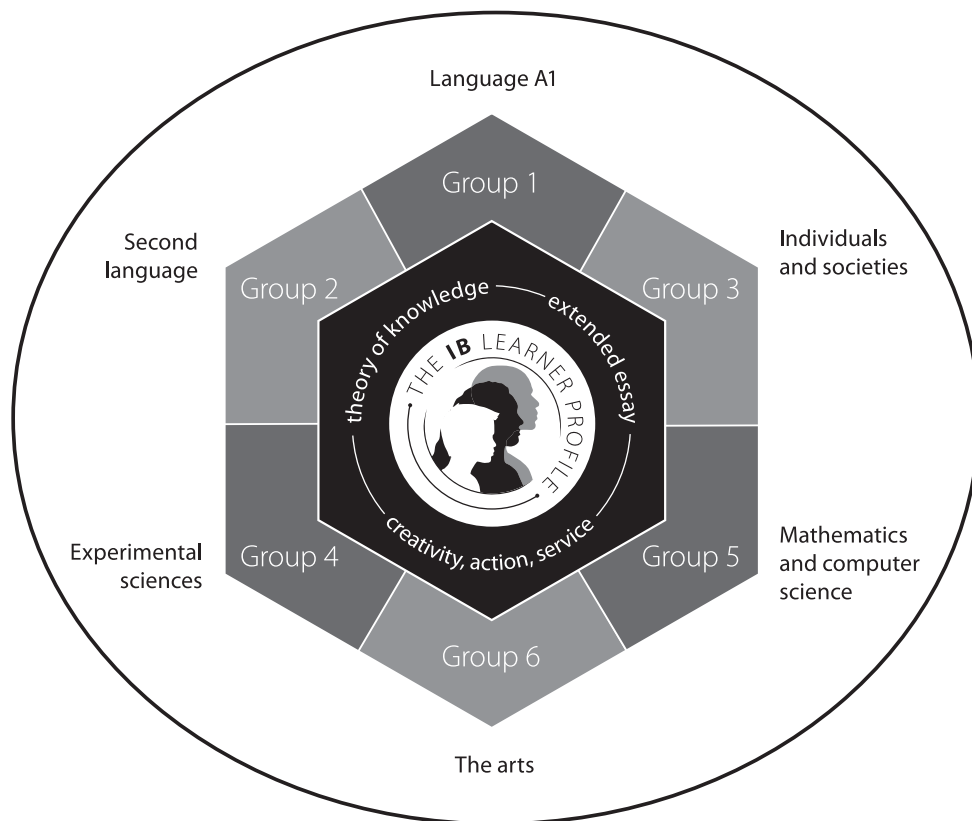 Language A1
Group 1
Second
language
Group 2
Individuals
and societies
Group 3
theory of knowledge
extended essay
THE IB LEARNER PROFILE
creativity, action, service
Experimental
sciences
Group 4
Mathematics
and computer
science
Group 5
Group 6
The arts